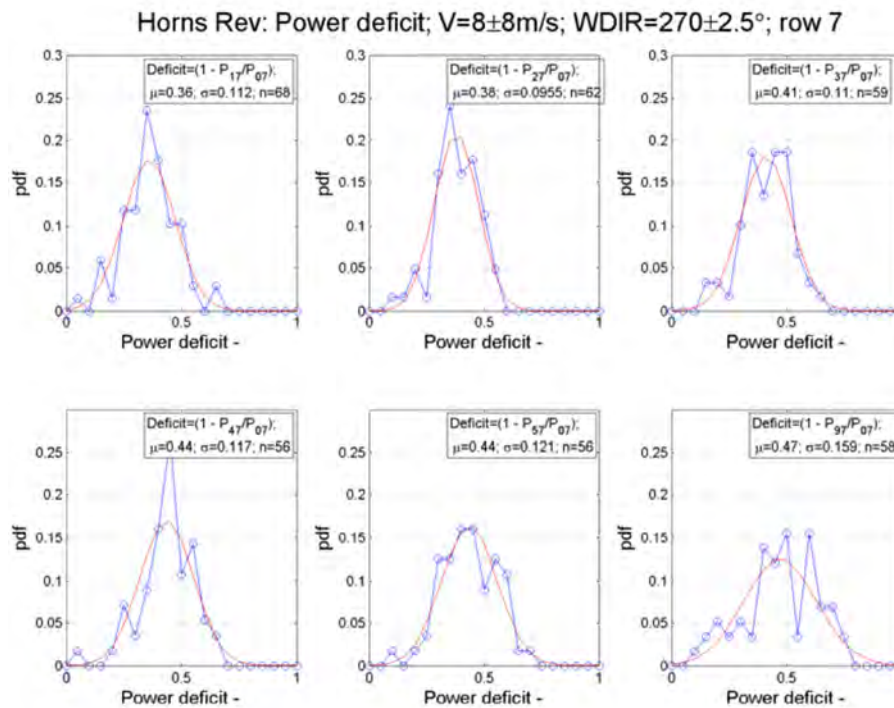 Horns Rev: Power deficit; V=8±8m/s; WDIR=270±2.5°; row 7
Deficit=(1 - P17/P07):
μ=0.36; σ=0.112; n=68
0.3
0.25
0.2
0.15
0.1
0.05
0
pdf
0 0.5 1
Power deficit -
Deficit=(1 - P27/P07):
μ=0.38; σ=0.0955; n=62
0.3
0.25
0.2
0.15
0.1
0.05
0
pdf
0 0.5 1
Power deficit -
Deficit=(1 - P37/P07):
μ=0.41; σ=0.11; n=59
0.3
0.25
0.2
0.15
0.1
0.05
0
pdf
0 0.5
Power deficit -
Deficit=(1 - P47/P07):
μ=0.44; σ=0.117; n=56
0.25
0.2
0.15
0.1
0.05
0
pdf
0 0.5 1
Power deficit -
Deficit=(1 - P57/P07):
μ=0.44; σ=0.121; n=56
0.25
0.2
0.15
0.1
0.05
0
pdf
0 0.5 1
Power deficit -
Deficit=(1 - P97/P07):
μ=0.47; σ=0.159; n=58
0.25
0.2
0.15
0.1
0.05
0
pdf
0 0.5
Power deficit -